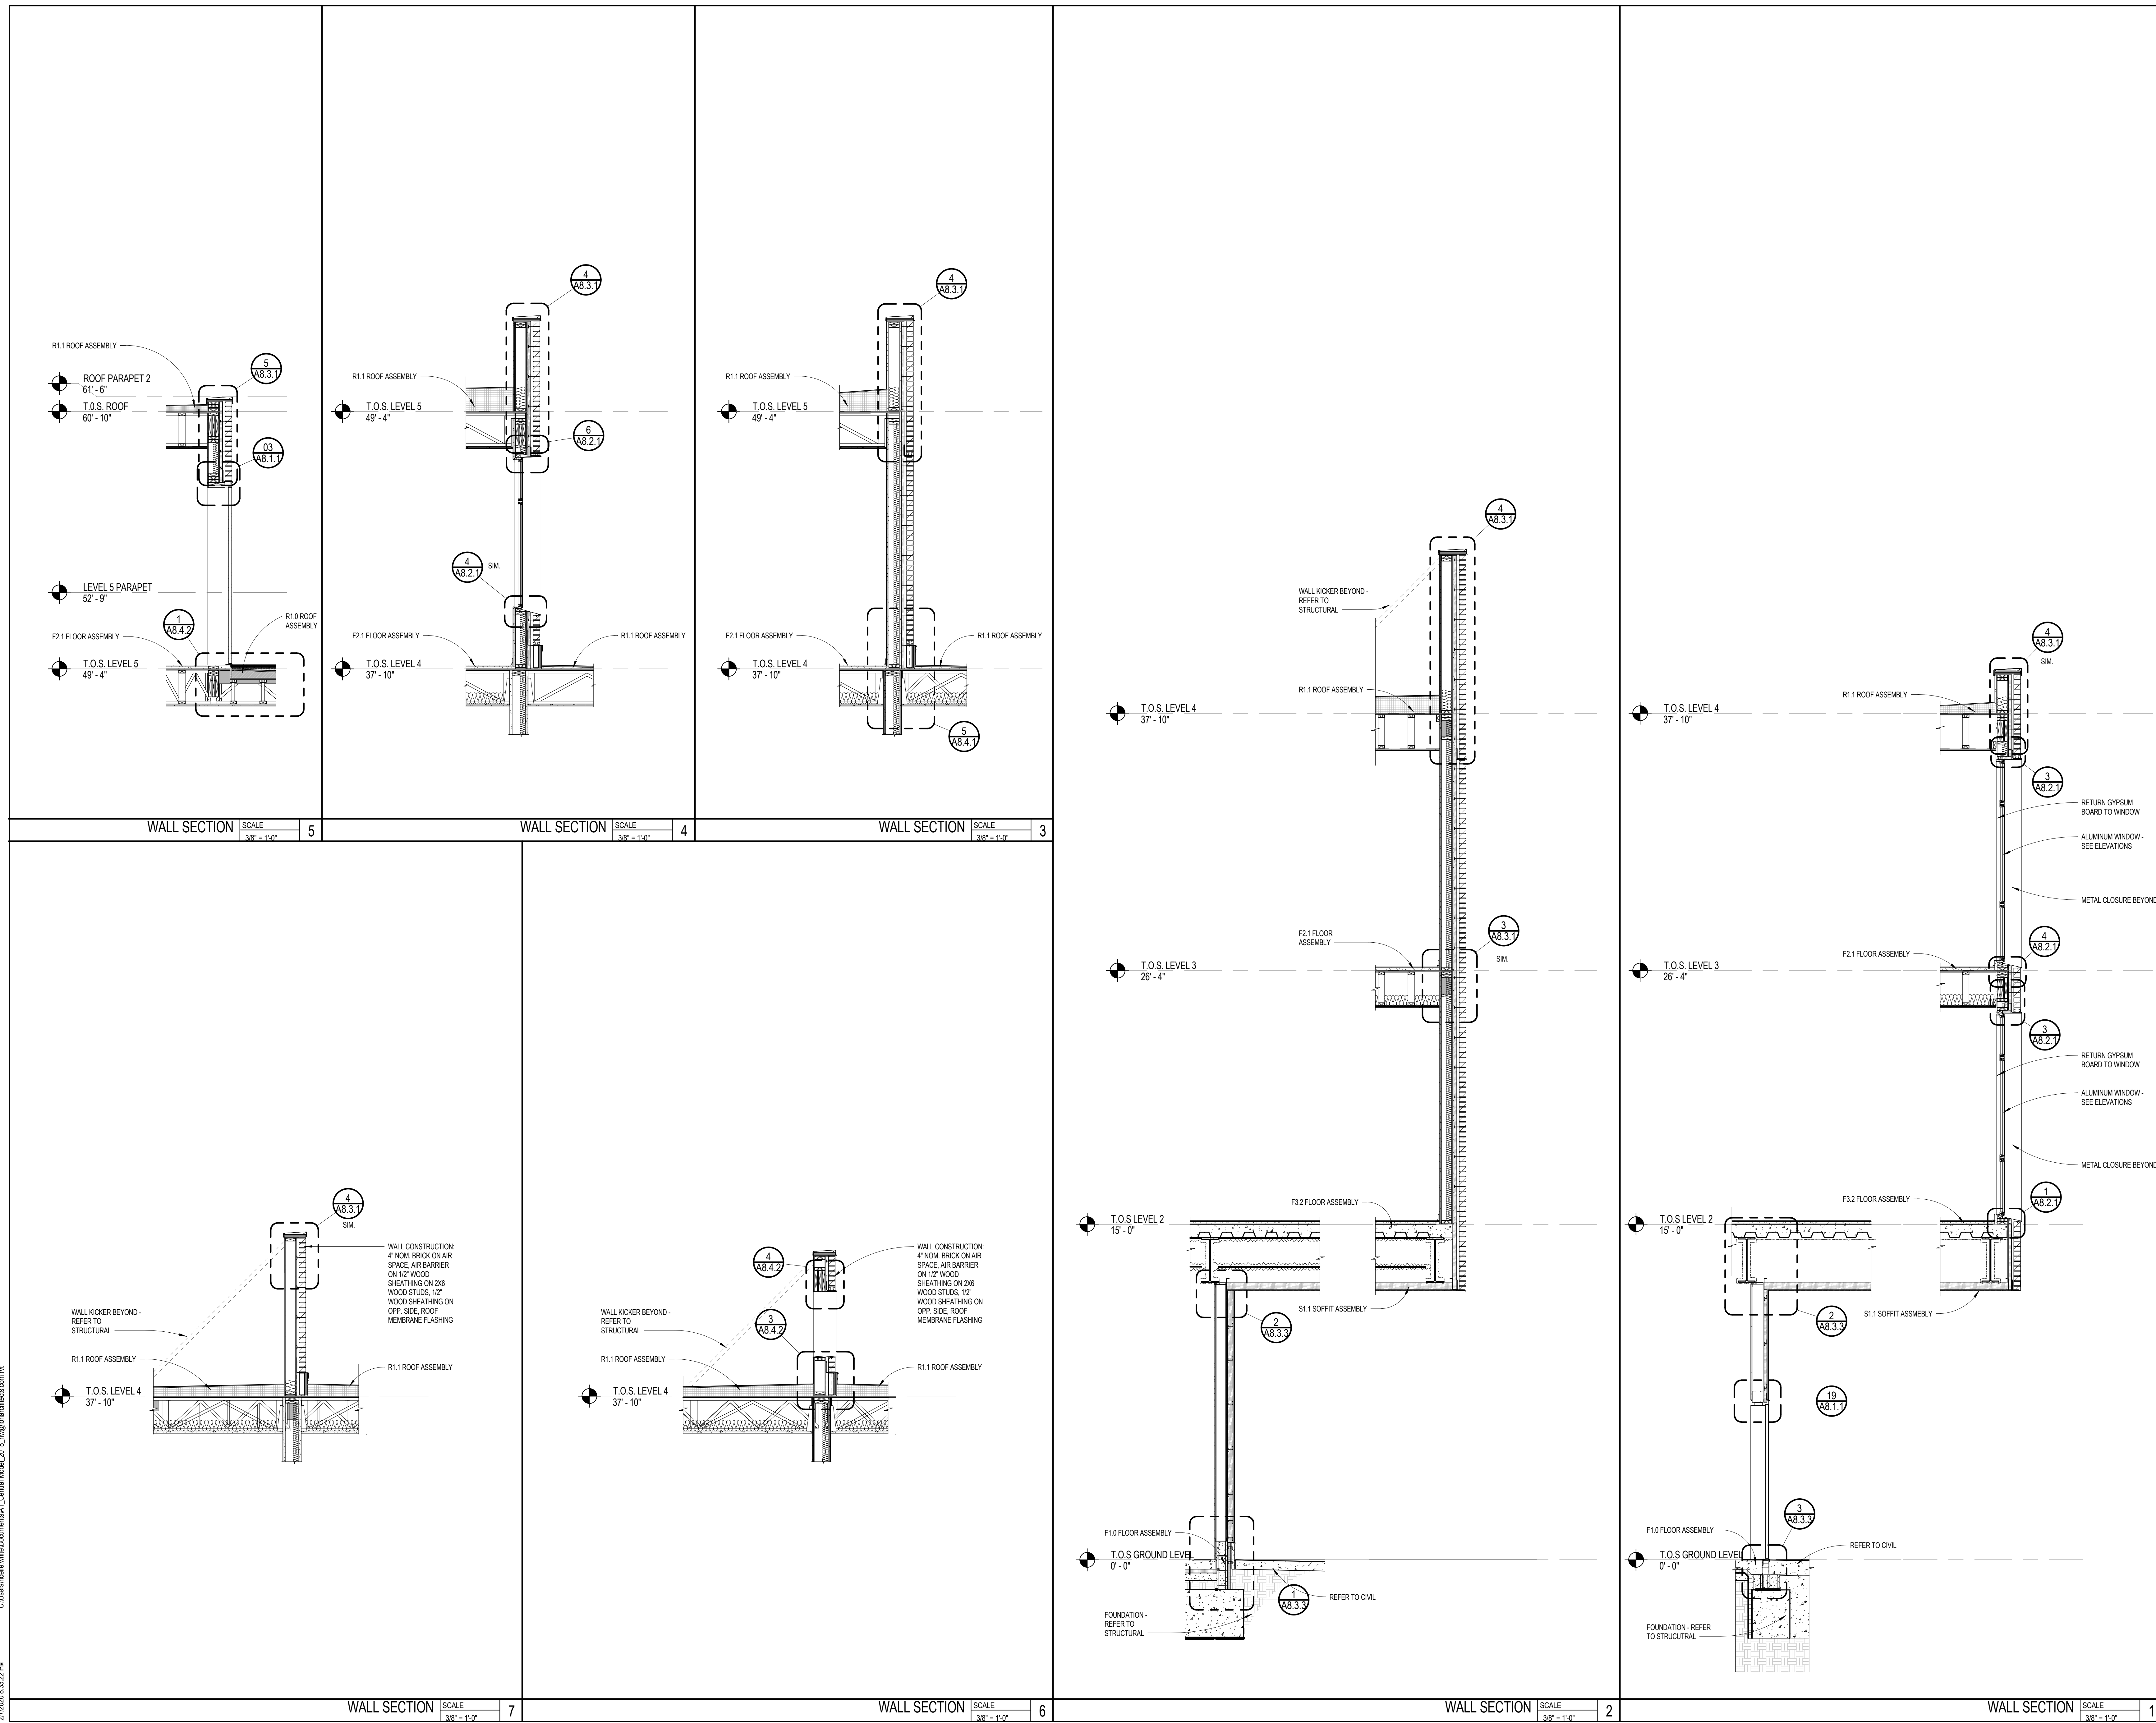 5
A8.3.1
R1.1 ROOF ASSEMBLY
ROOF PARAPET 2
61' - 6"
T.0.S. ROOF
60' - 10"
03
A8.1.1
LEVEL 5 PARAPET
52' - 9"
1
A8.4.2
R1.0 ROOF
ASSEMBLY
F2.1 FLOOR ASSEMBLY
T.O.S. LEVEL 5
49' - 4"
WALL SECTION
SCALE
3/8" = 1'-0"
5
4
A8.3.1
R1.1 ROOF ASSEMBLY
T.O.S. LEVEL 5
49' - 4"
6
A8.2.1
4
A8.2.1
SIM.
F2.1 FLOOR ASSEMBLY
R1.1 ROOF ASSEMBLY
T.O.S. LEVEL 4
37' - 10"
WALL SECTION
SCALE
3/8" = 1'-0"
4
4
A8.3.1
R1.1 ROOF ASSEMBLY
T.O.S. LEVEL 5
49' - 4"
F2.1 FLOOR ASSEMBLY
R1.1 ROOF ASSEMBLY
T.O.S. LEVEL 4
37' - 10"
5
A8.4.1
WALL SECTION
SCALE
3/8" = 1'-0"
3
4
A8.3.1
SIM.
WALL CONSTRUCTION:
4" NOM. BRICK ON AIR
SPACE, AIR BARRIER
ON 1/2" WOOD
SHEATHING ON 2X6
WOOD STUDS, 1/2"
WOOD SHEATHING ON
OPP. SIDE, ROOF
MEMBRANE FLASHING
WALL KICKER BEYOND -
REFER TO
STRUCTURAL
R1.1 ROOF ASSEMBLY
R1.1 ROOF ASSEMBLY
T.O.S. LEVEL 4
37' - 10"
WALL SECTION
SCALE
3/8" = 1'-0"
7
4
A8.4.2
WALL CONSTRUCTION:
4" NOM. BRICK ON AIR
SPACE, AIR BARRIER
ON 1/2" WOOD
SHEATHING ON 2X6
WOOD STUDS, 1/2"
WOOD SHEATHING ON
OPP. SIDE, ROOF
MEMBRANE FLASHING
WALL KICKER BEYOND -
REFER TO
STRUCTURAL
3
A8.4.2
R1.1 ROOF ASSEMBLY
R1.1 ROOF ASSEMBLY
T.O.S. LEVEL 4
37' - 10"
WALL SECTION
SCALE
3/8" = 1'-0"
6
4
A8.3.1
WALL KICKER BEYOND -
REFER TO
STRUCTURAL
R1.1 ROOF ASSEMBLY
T.O.S. LEVEL 4
37' - 10"
3
A8.3.1
SIM.
F2.1 FLOOR
ASSEMBLY
T.O.S. LEVEL 3
26' - 4"
F3.2 FLOOR ASSEMBLY
T.O.S LEVEL 2
15' - 0"
S1.1 SOFFIT ASSEMBLY
2
A8.3.3
F1.0 FLOOR ASSEMBLY
T.O.S GROUND LEVEL
0' - 0"
1
A8.3.3
REFER TO CIVIL
FOUNDATION -
REFER TO
STRUCTURAL
WALL SECTION
SCALE
3/8" = 1'-0"
2
4
A8.3.1
SIM.
R1.1 ROOF ASSEMBLY
T.O.S. LEVEL 4
37' - 10"
3
A8.2.1
RETURN GYPSUM
BOARD TO WINDOW
ALUMINUM WINDOW -
SEE ELEVATIONS
METAL CLOSURE BEYOND
4
A8.2.1
F2.1 FLOOR ASSEMBLY
T.O.S. LEVEL 3
26' - 4"
3
A8.2.1
RETURN GYPSUM
BOARD TO WINDOW
ALUMINUM WINDOW -
SEE ELEVATIONS
METAL CLOSURE BEYOND
1
A8.2.1
F3.2 FLOOR ASSEMBLY
T.O.S LEVEL 2
15' - 0"
S1.1 SOFFIT ASSMEBLY
2
A8.3.3
19
A8.1.1
3
A8.3.3
F1.0 FLOOR ASSEMBLY
REFER TO CIVIL
T.O.S GROUND LEVEL
0' - 0"
FOUNDATION - REFER
TO STRUCUTRAL
WALL SECTION
SCALE
3/8" = 1'-0"
1